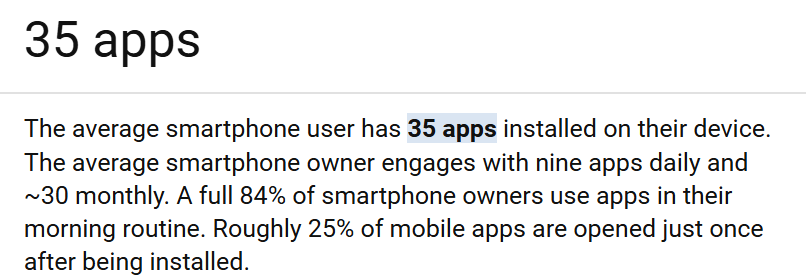 35 apps
The average smartphone user has 35 apps installed on their device.
The average smartphone owner engages with nine apps daily and
~30 monthly. A full 84% of smartphone owners use apps in their
morning routine. Roughly 25% of mobile apps are opened just once
after being installed.